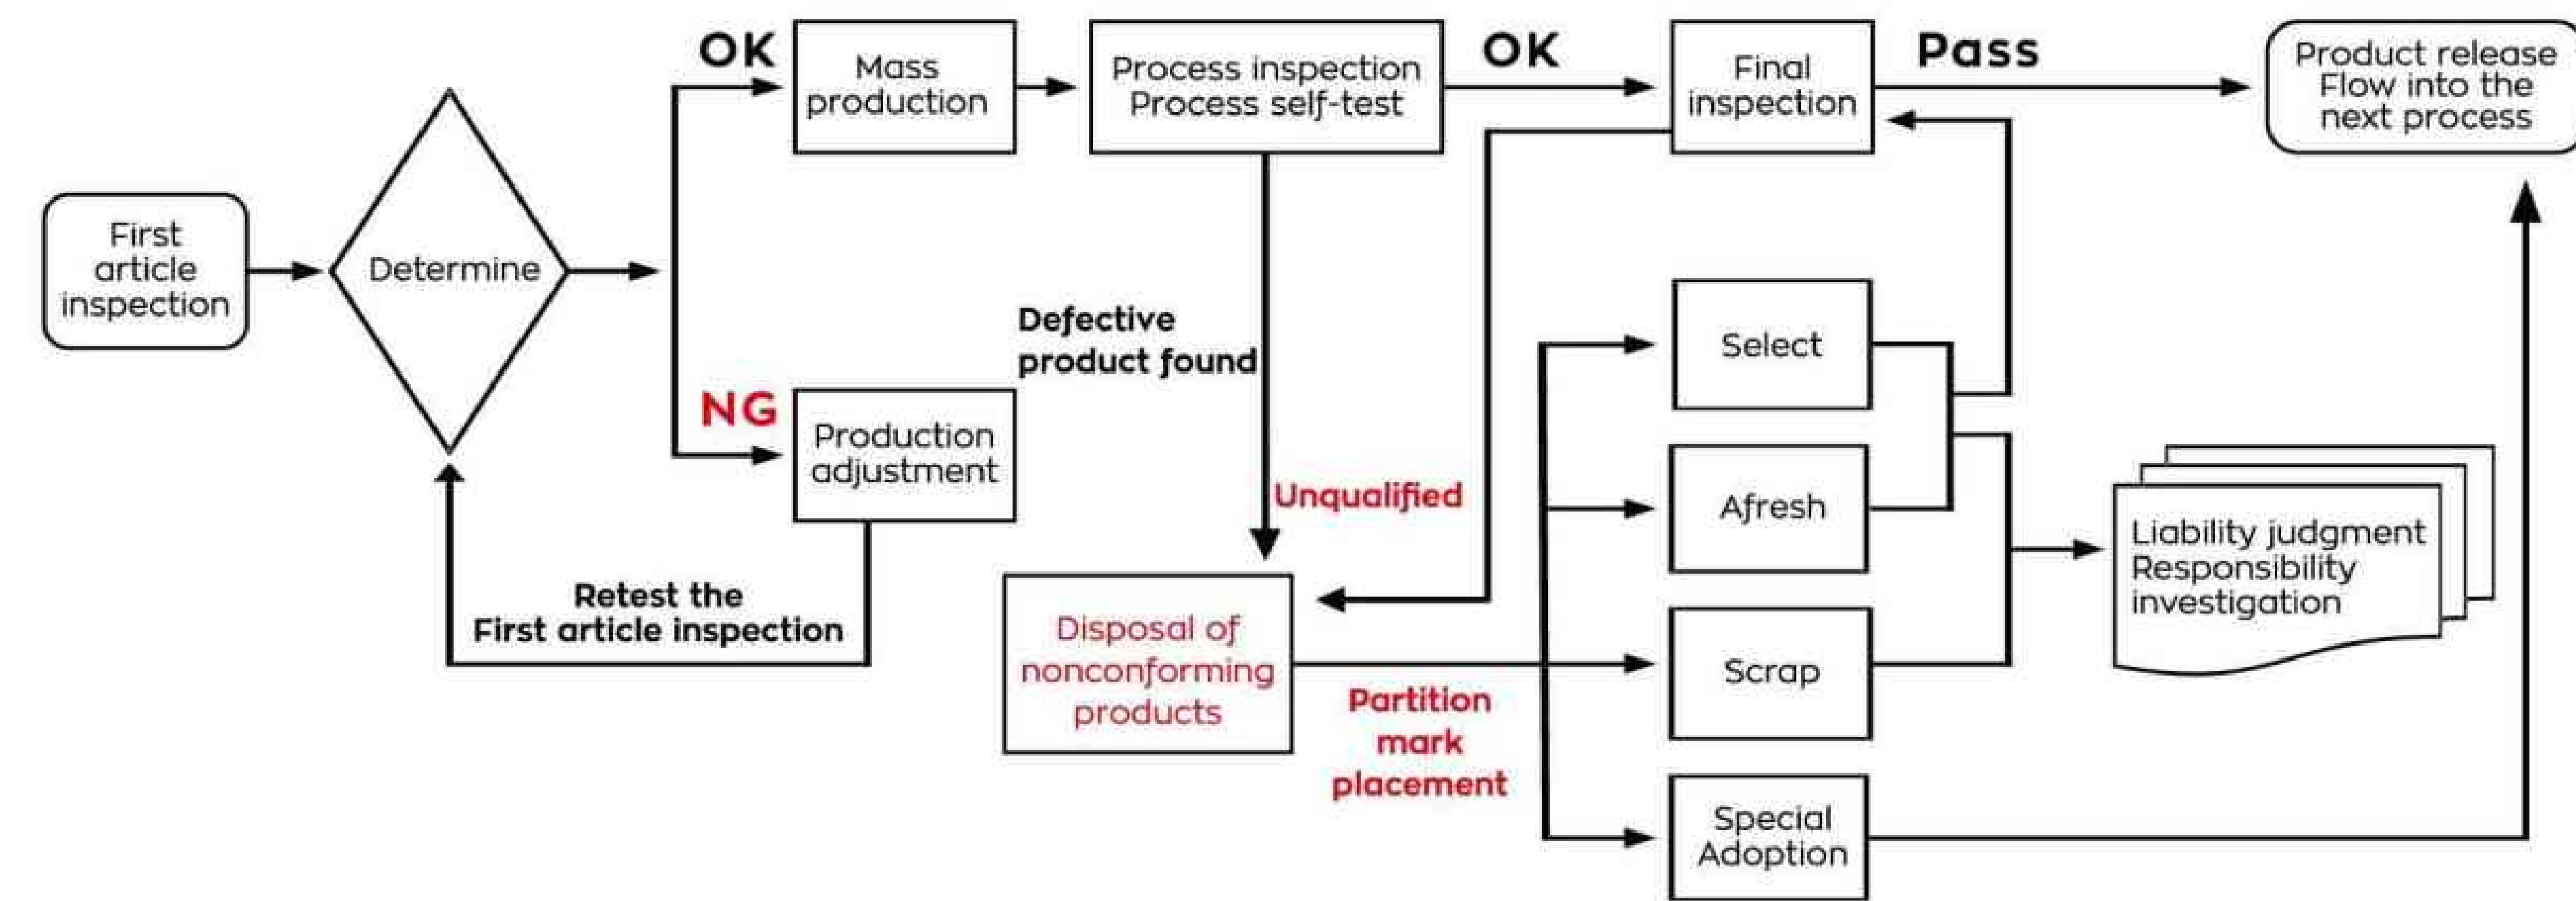 First
article
inspection
Determine
OK
NG
Mass
production
Production
adjustment
Retest the
First article inspection
Process inspection
Process self-test
Defective
product found
OK
Unqualified
Disposal of
nonconforming
products
Partition
mark
placement
Final
inspection
Select
Afresh
Scrap
Special
Adoption
Pass
Product release
Flow into the
next process
Liability judgment
Responsibility
investigation